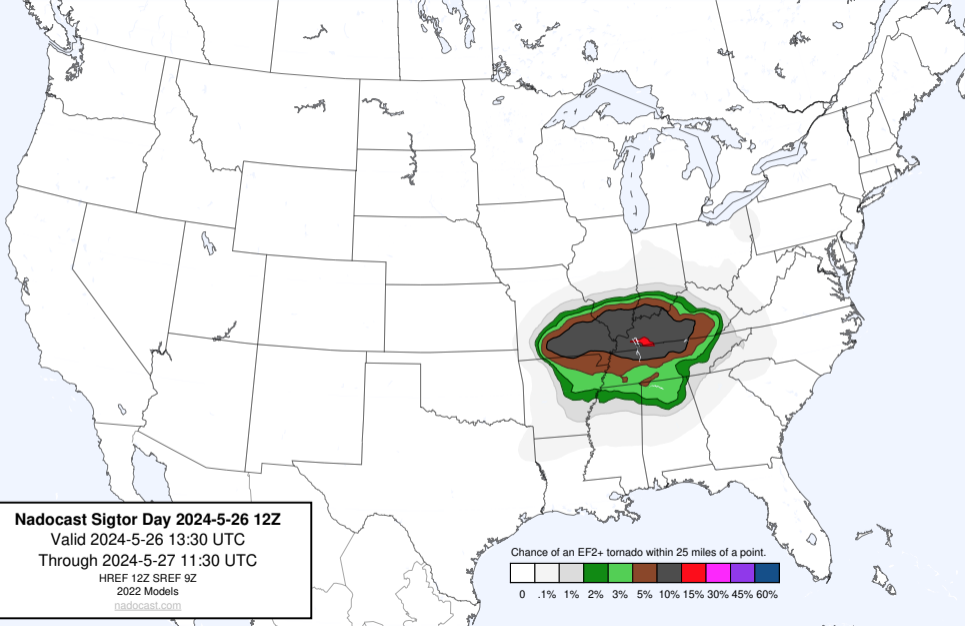 Nadocast Sigtor Day 2024-5-26 12Z
Valid 2024-5-26 13:30 UTC
Through 2024-5-27 11:30 UTC
HREF 12Z SREF 9Z
2022 Models
nadocast.com
Chance of an EF2+ tornado within 25 miles of a point.
0 .1% 1% 2% 3% 5% 10% 15% 30% 45% 60%